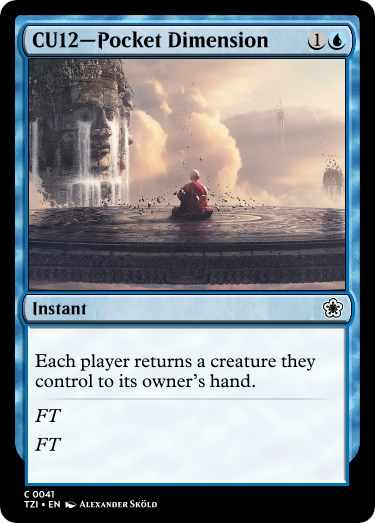 CU12—Pocket Dimension 1
Instant
Each player returns a creature they
control to its owner's hand.
FT
FT
C 0041
TZI • EN Alexander Sköld